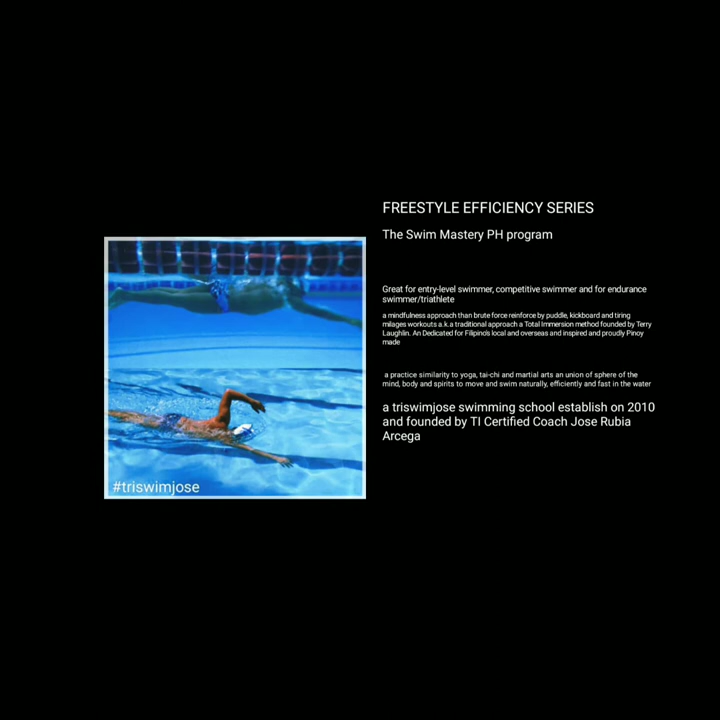 FREESTYLE EFFICIENCY SERIES
The Swim Mastery PH program
Great for entry-level swimmer, competitive swimmer and for endurance
swimmer/triathlete
a mindfulness approach than brute force reinforce by puddle, kickboard and tiring
milages workouts a.k.a traditional approach a Total Immersion method founded by Terry
Laughlin. An Dedicated for Filipino's local and overseas and inspired and proudly Pinoy
made
a practice similarity to yoga, tai-chi and martial arts an union of sphere of the
mind, body and spirits to move and swim naturally, efficiently and fast in the water
a triswimjose swimming school establish on 2010
and founded by TI Certified Coach Jose Rubia
Arcega
#triswimjose